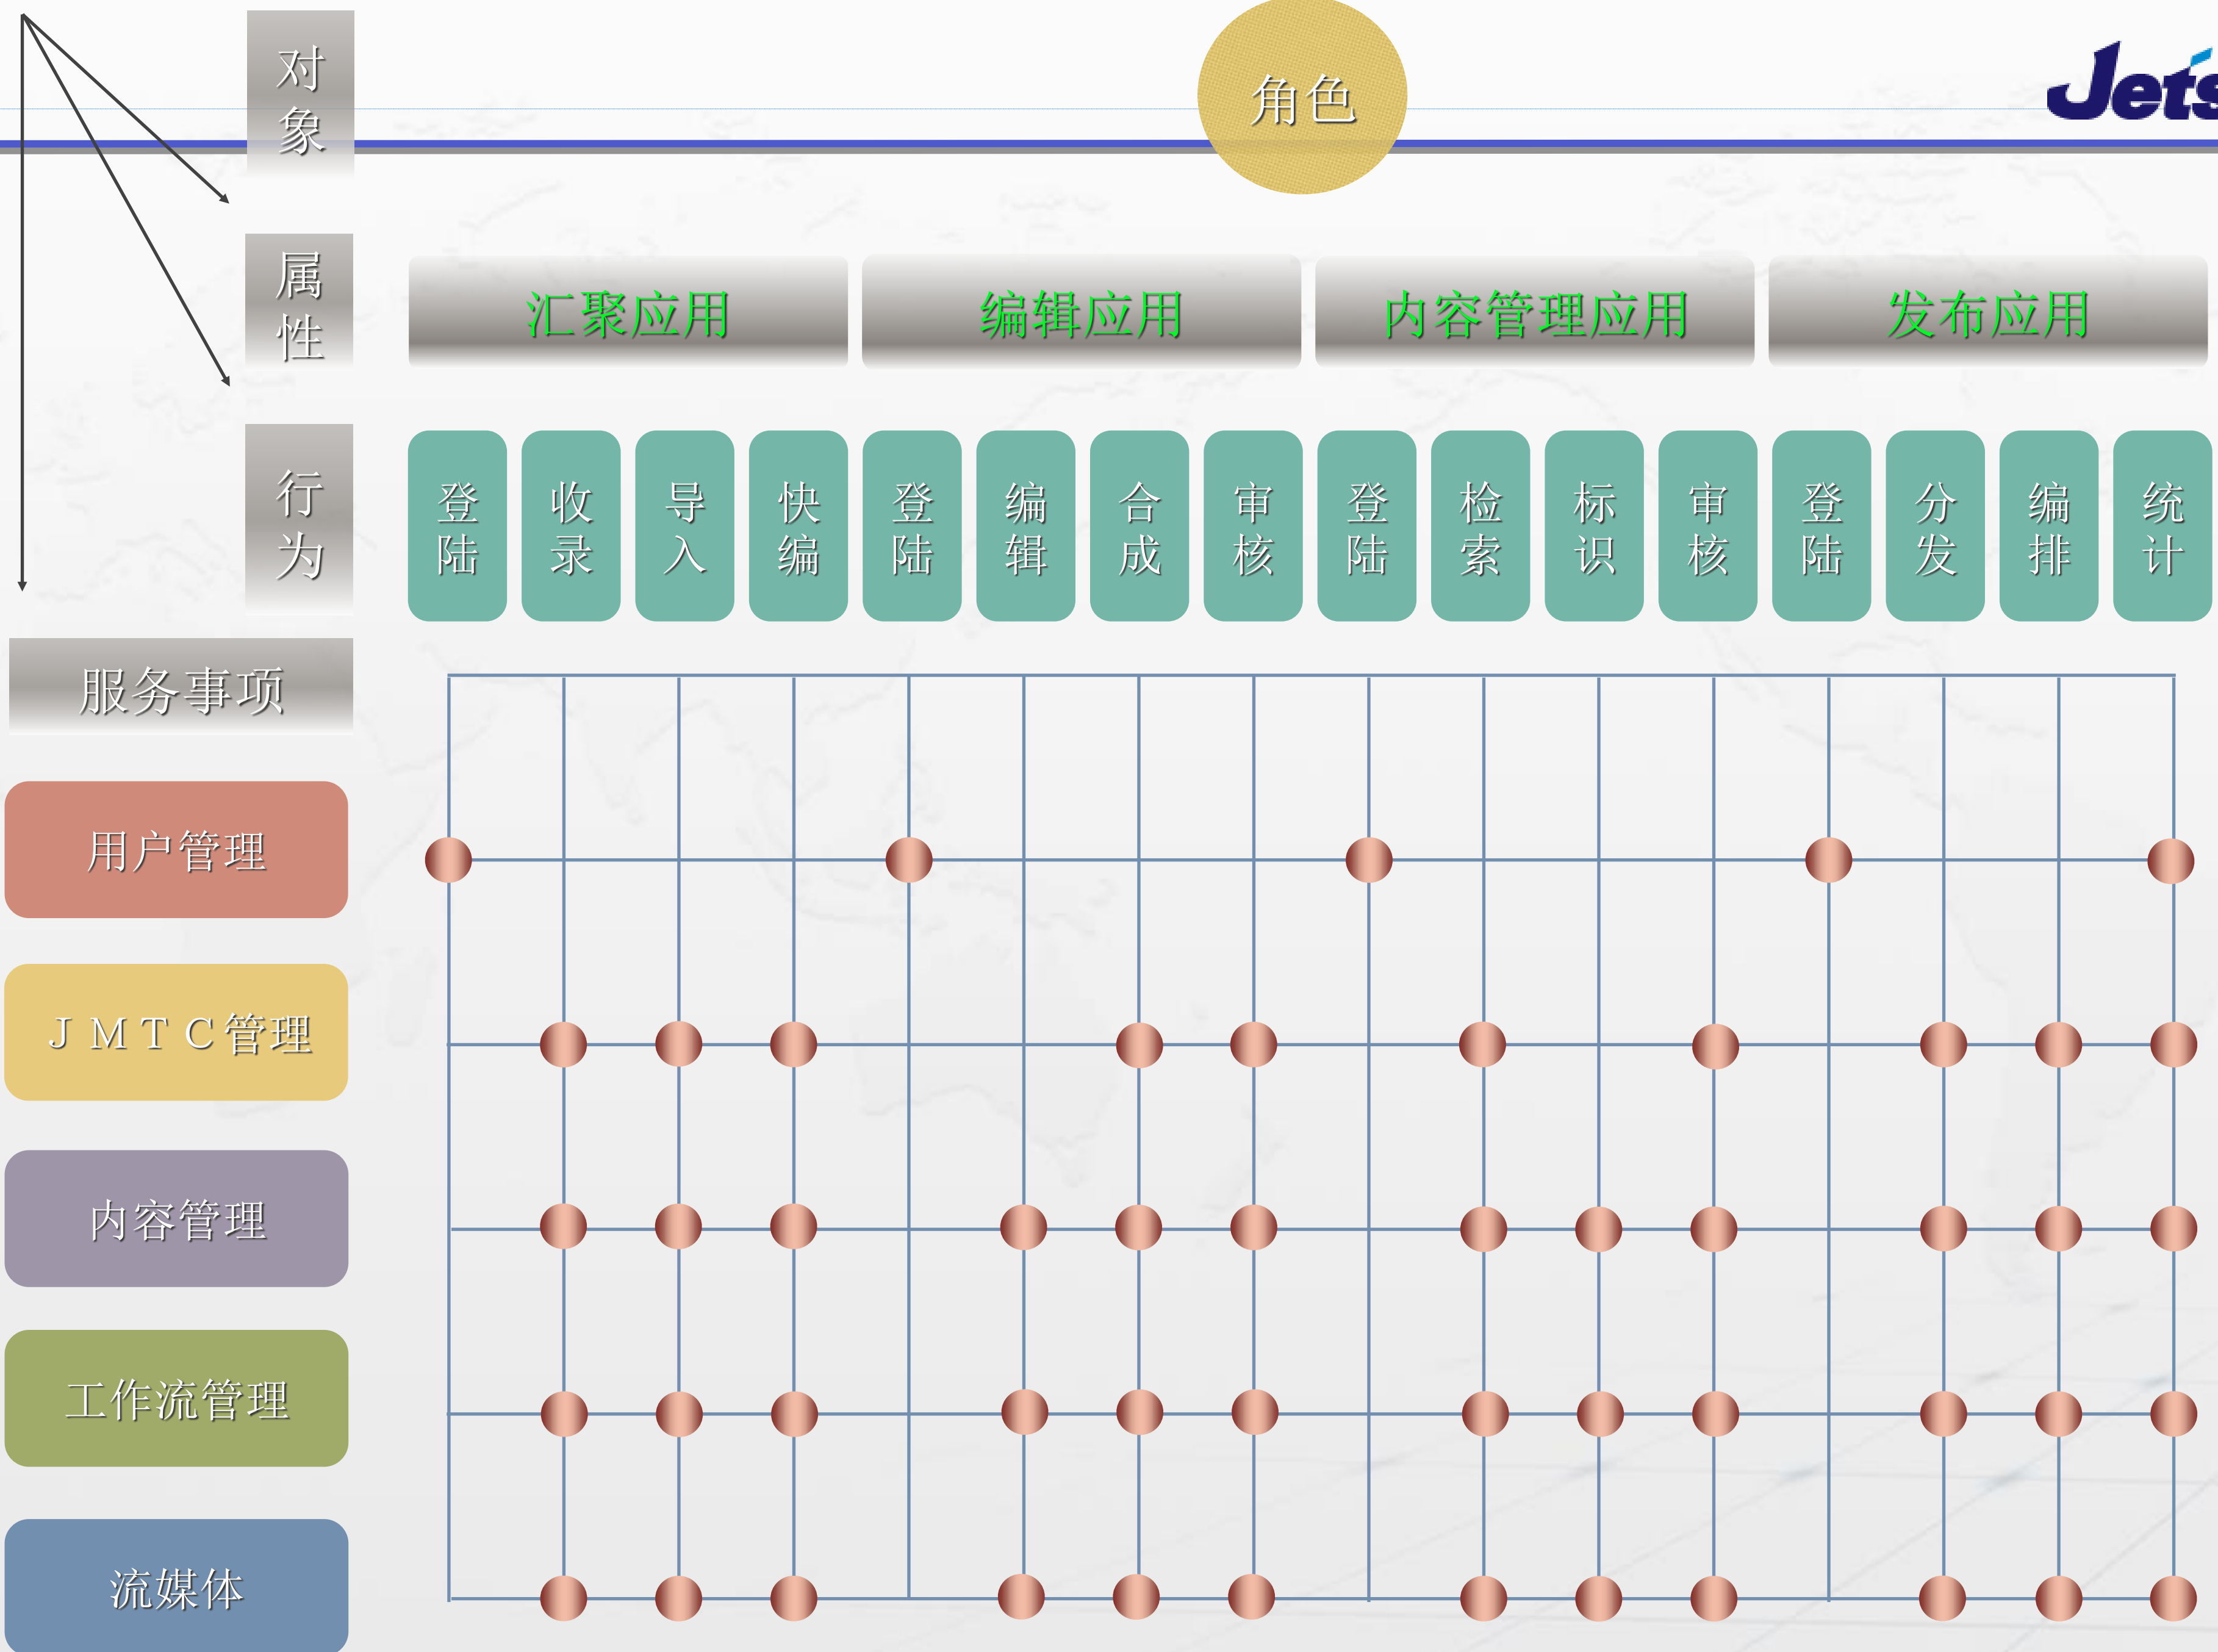 对象
角色
Jets
属性
汇聚应用 编辑应用 内容管理应用 发布应用
行为
登陆 收录 导入 快编 登陆 编辑 合成 审核 登陆 检索 标识 审核 登陆 分发 编排 统计
服务事项
用户管理
ＪＭＴＣ管理
内容管理
工作流管理
流媒体